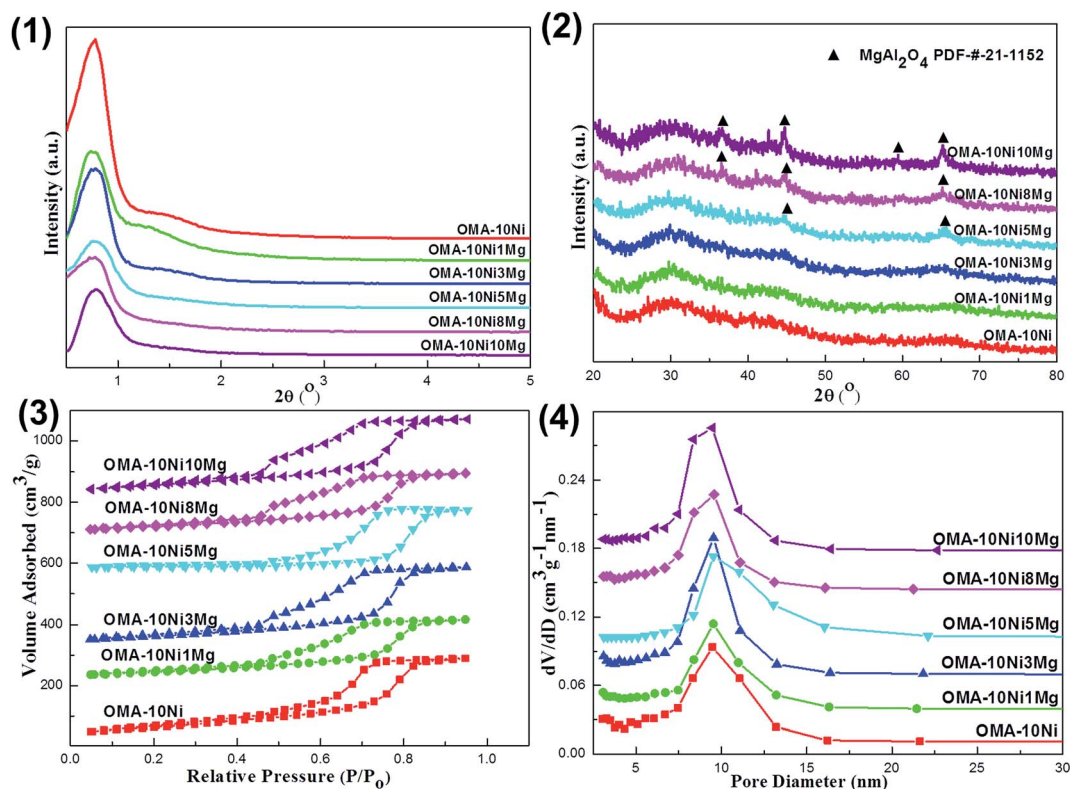 (1)
Intensity (a.u.)
OMA-10Ni
OMA-10Ni1Mg
OMA-10Ni3Mg
OMA-10Ni5Mg
OMA-10Ni8Mg
OMA-10Ni10Mg
1 2 3 4 5
2θ (°)
(2)
▲ MgAl₂O₄ PDF-#-21-1152
Intensity (a.u.)
OMA-10Ni10Mg
OMA-10Ni8Mg
OMA-10Ni5Mg
OMA-10Ni3Mg
OMA-10Ni1Mg
OMA-10Ni
20 30 40 50 60 70 80
2θ (°)
(3)
Volume Adsorbed (cm³/g)
1000
800
600
400
200
OMA-10Ni10Mg
OMA-10Ni8Mg
OMA-10Ni5Mg
OMA-10Ni3Mg
OMA-10Ni1Mg
OMA-10Ni
0.0 0.2 0.4 0.6 0.8 1.0
Relative Pressure (P/Pₒ)
(4)
dV/dD (cm³g⁻¹nm⁻¹)
0.24
0.18
0.12
0.06
0.00
OMA-10Ni10Mg
OMA-10Ni8Mg
OMA-10Ni5Mg
OMA-10Ni3Mg
OMA-10Ni1Mg
OMA-10Ni
5 10 15 20 25 30
Pore Diameter (nm)